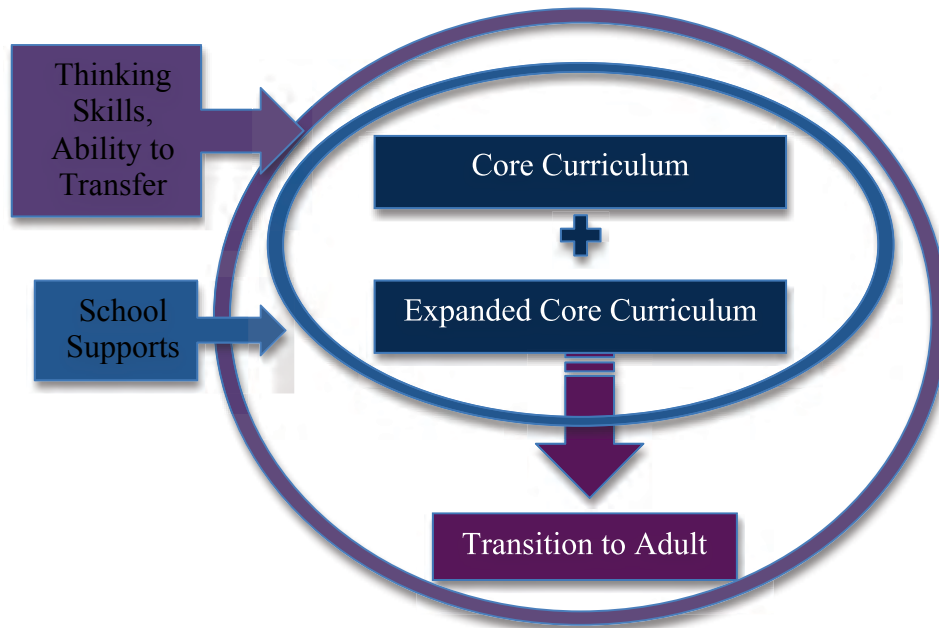 Thinking
Skills,
Ability to
Transfer
School
Supports
Core Curriculum
Expanded Core Curriculum
Transition to Adult